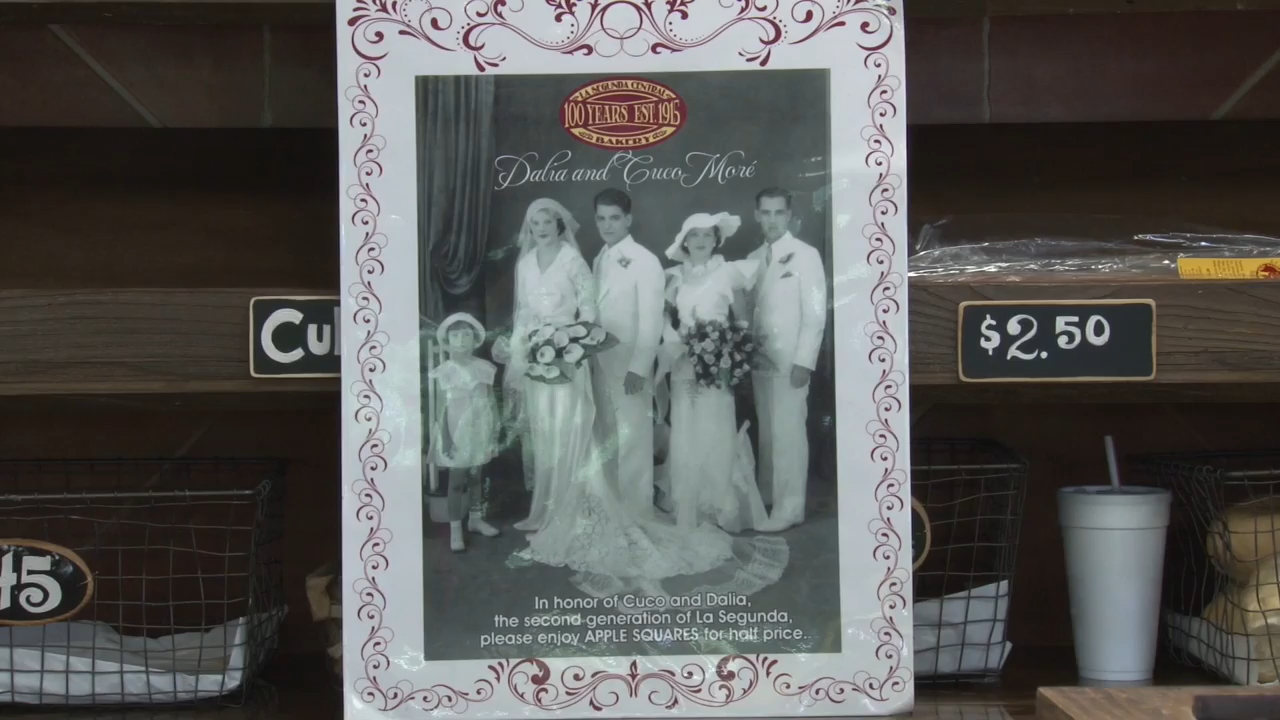 LA SEGUNDA CENTRAL
100 YEARS EST. 1915
BAKERY
Dalia and Cuco Moré
Cu
$2.50
45
In honor of Cuco and Dalia,
the second generation of La Segunda,
please enjoy APPLE SQUARES for half price..